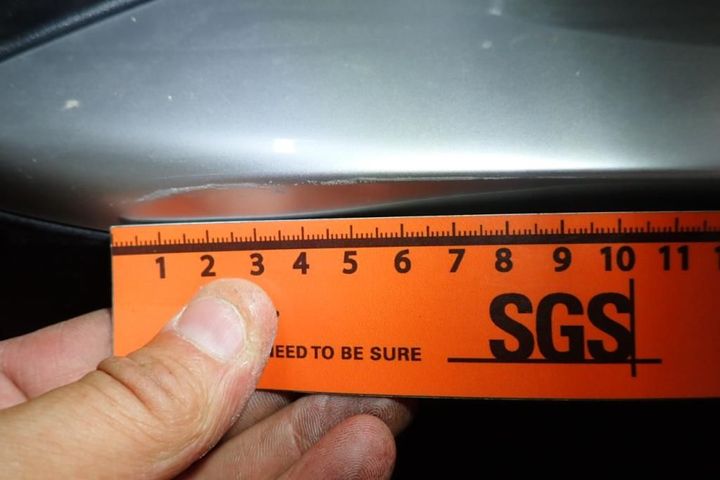 1 2 3 4 5 6 7 8 9 10 11
SGS
NEED TO BE SURE